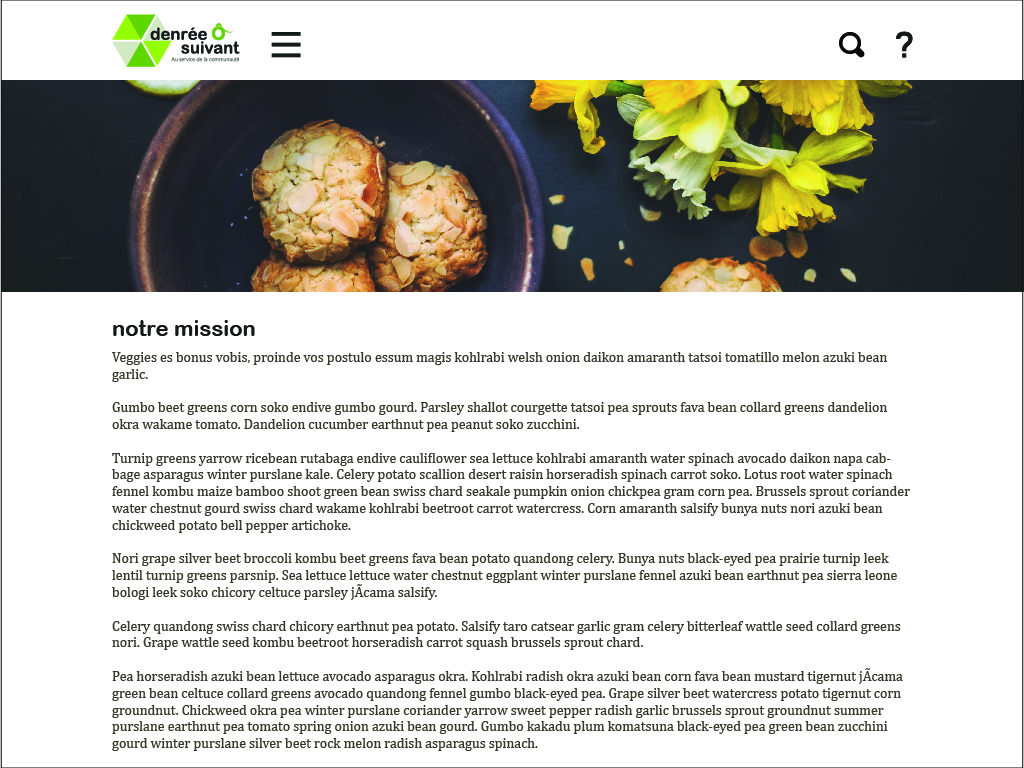 denrée Ô
suivant
Au service de la communauté
?
notre mission
Veggies es bonus vobis, proinde vos postulo essum magis kohlrabi welsh onion daikon amaranth tatsoi tomatillo melon azuki bean
garlic.
Gumbo beet greens corn soko endive gumbo gourd. Parsley shallot courgette tatsoi pea sprouts fava bean collard greens dandelion
okra wakame tomato. Dandelion cucumber earthnut pea peanut soko zucchini.
Turnip greens yarrow ricebean rutabaga endive cauliflower sea lettuce kohlrabi amaranth water spinach avocado daikon napa cab-
bage asparagus winter purslane kale. Celery potato scallion desert raisin horseradish spinach carrot soko. Lotus root water spinach
fennel kombu maize bamboo shoot green bean swiss chard seakale pumpkin onion chickpea gram corn pea. Brussels sprout coriander
water chestnut gourd swiss chard wakame kohlrabi beetroot carrot watercress. Corn amaranth salsify bunya nuts nori azuki bean
chickweed potato bell pepper artichoke.
Nori grape silver beet broccoli kombu beet greens fava bean potato quandong celery. Bunya nuts black-eyed pea prairie turnip leek
lentil turnip greens parsnip. Sea lettuce lettuce water chestnut eggplant winter purslane fennel azuki bean earthnut pea sierra leone
bologi leek soko chicory celtuce parsley jÃcama salsify.
Celery quandong swiss chard chicory earthnut pea potato. Salsify taro catsear garlic gram celery bitterleaf wattle seed collard greens
nori. Grape wattle seed kombu beetroot horseradish carrot squash brussels sprout chard.
Pea horseradish azuki bean lettuce avocado asparagus okra. Kohlrabi radish okra azuki bean corn fava bean mustard tigernut jÃcama
green bean celtuce collard greens avocado quandong fennel gumbo black-eyed pea. Grape silver beet watercress potato tigernut corn
groundnut. Chickweed okra pea winter purslane coriander yarrow sweet pepper radish garlic brussels sprout groundnut summer
purslane earthnut pea tomato spring onion azuki bean gourd. Gumbo kakadu plum komatsuna black-eyed pea green bean zucchini
gourd winter purslane silver beet rock melon radish asparagus spinach.